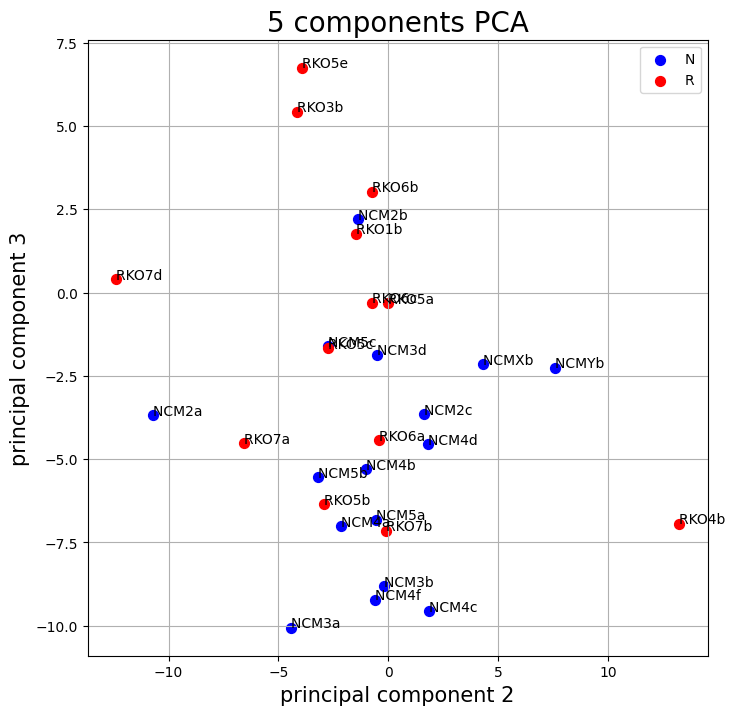 5 components PCA
7.5
5.0
2.5
0.0
−2.5
−5.0
−7.5
−10.0
principal component 3
RKO5e
RKO3b
RKO6b
NCM2b
RKO1b
RKO7d
RKO6c
RKO5a
NCM5c
RKO5c
NCM3d
NCMXb
NCMYb
NCM2a
NCM2c
RKO7a
RKO6a
NCM4d
NCM4b
NCM5b
RKO5b
NCM5a
NCM4a
RKO7b
RKO4b
NCM3b
NCM4f
NCM4c
NCM3a
N
R
−10
−5
0
5
10
principal component 2